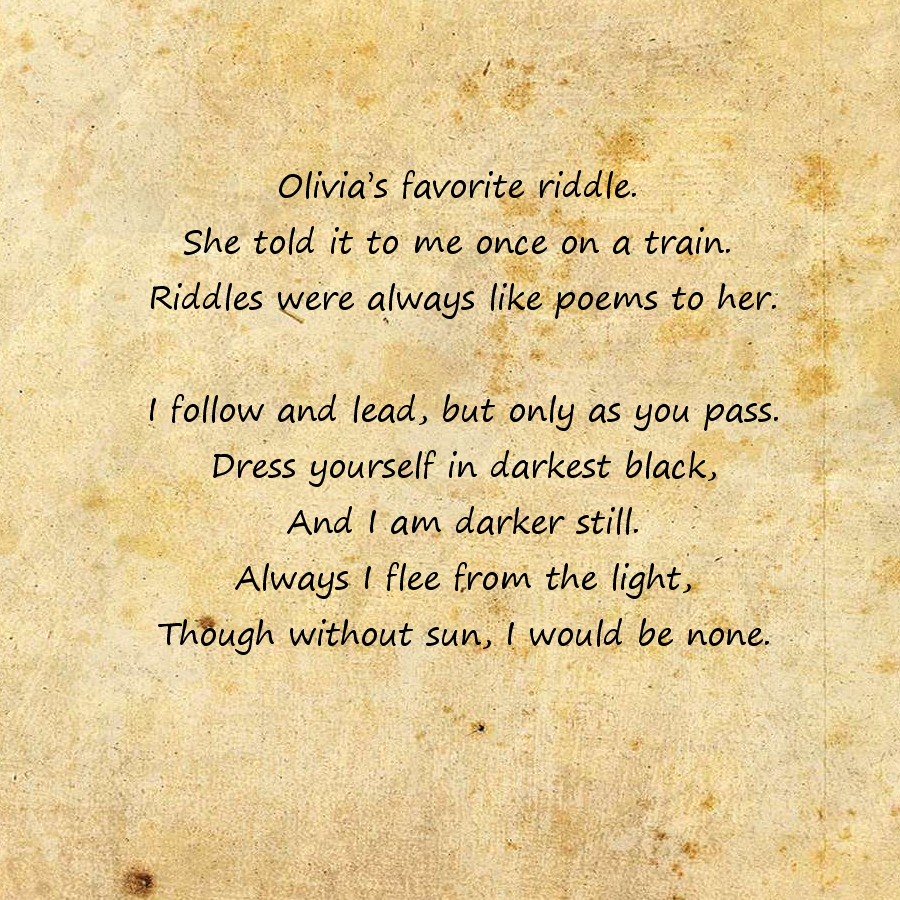 Olivia’s favorite riddle.
She told it to me once on a train.
Riddles were always like poems to her.
I follow and lead, but only as you pass.
Dress yourself in darkest black,
And I am darker still.
Always I flee from the light,
Though without sun, I would be none.